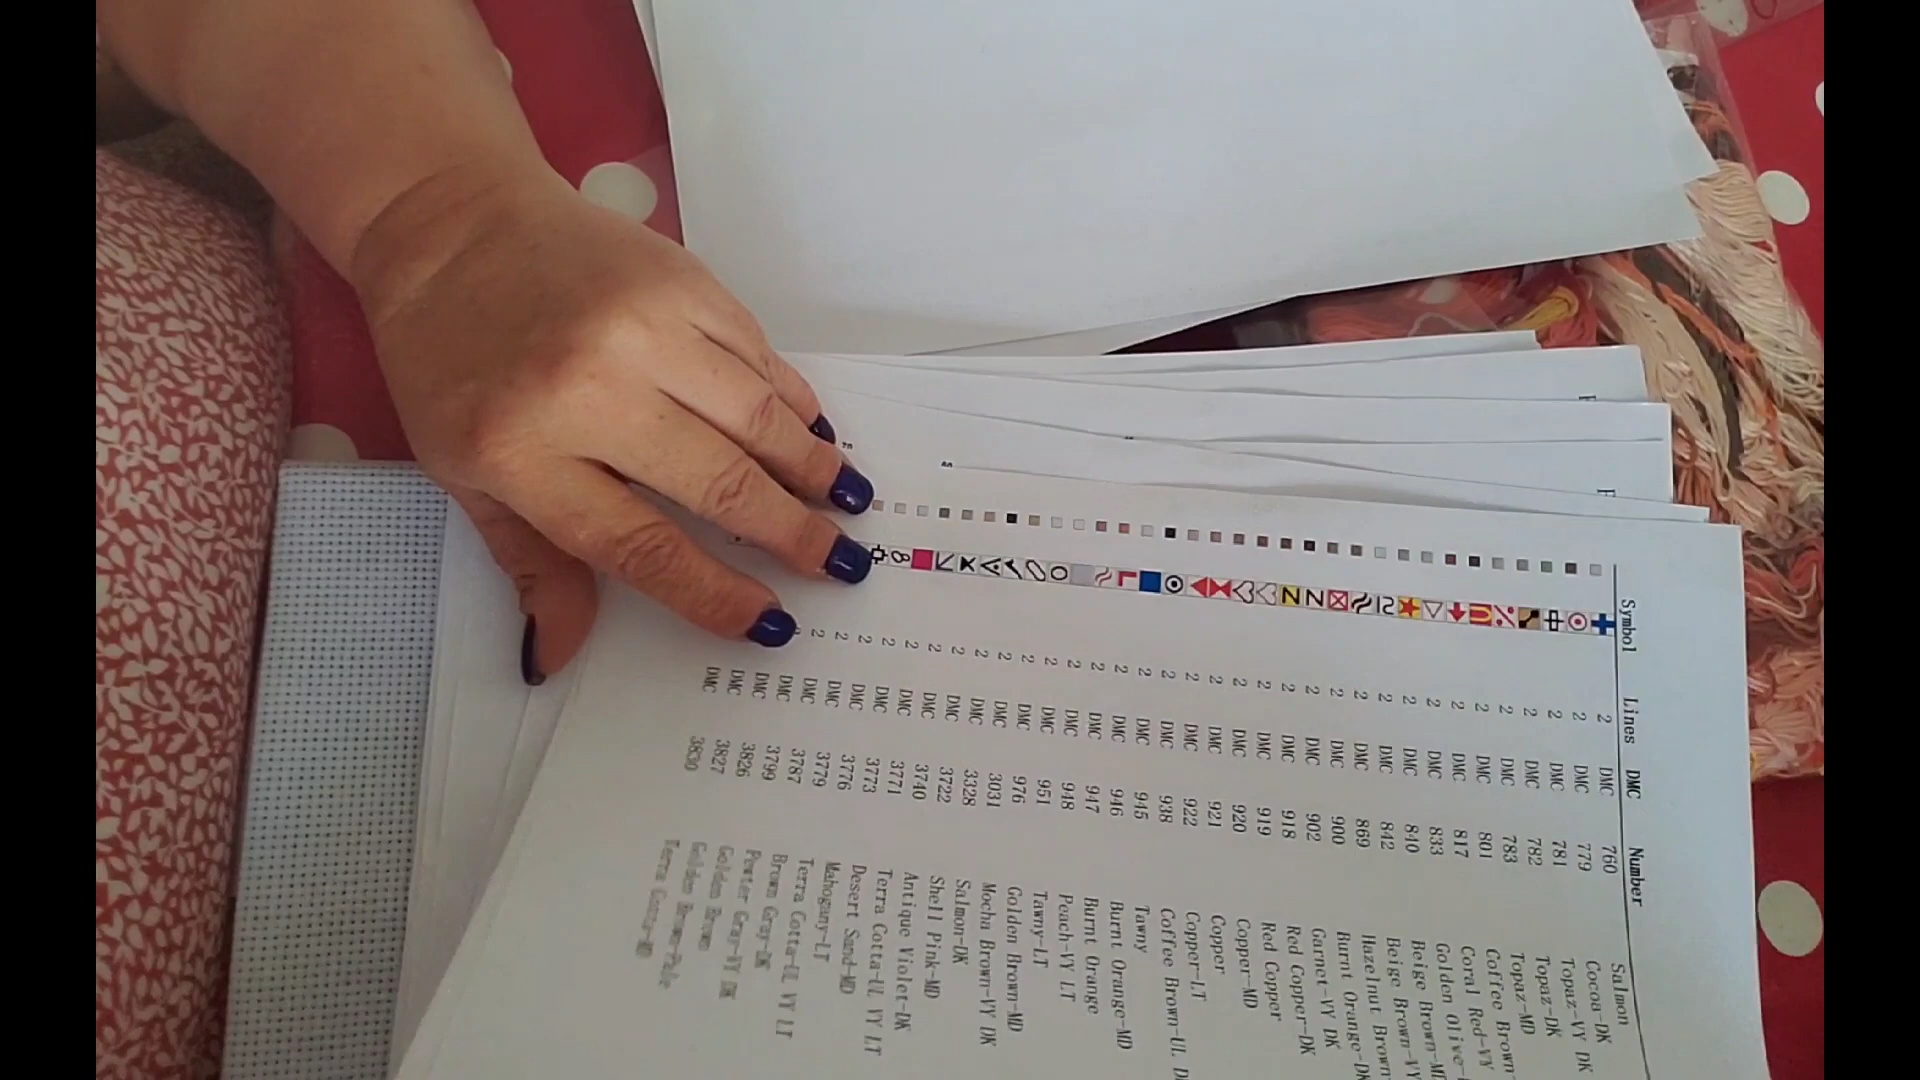 Symbol Lines DMC Number
2 DMC 760 Salmon
2 DMC 779 Cocoa-DK
2 DMC 781 Topaz-VY DK
2 DMC 782 Topaz-DK
2 DMC 783 Topaz-MD
2 DMC 801 Coffee Brown-
2 DMC 817 Coral Red-VY
2 DMC 833 Golden Olive-
2 DMC 840 Beige Brown-MD
2 DMC 842 Beige Brown-VY
2 DMC 869 Hazelnut Brown
2 DMC 900 Burnt Orange-DK
2 DMC 902 Garnet-VY DK
2 DMC 918 Red Copper-DK
2 DMC 919 Red Copper
2 DMC 920 Copper-MD
2 DMC 921 Copper
2 DMC 922 Copper-LT
2 DMC 938 Coffee Brown-UL
2 DMC 945 Tawny
2 DMC 946 Burnt Orange-MD
2 DMC 947 Burnt Orange
2 DMC 948 Peach-VY LT
2 DMC 951 Tawny-LT
2 DMC 976 Golden Brown-MD
2 DMC 3031 Mocha Brown-VY DK
2 DMC 3328 Salmon-DK
2 DMC 3722 Shell Pink-MD
2 DMC 3740 Antique Violet-DK
2 DMC 3771 Terra Cotta-UL VY LT
2 DMC 3773 Desert Sand-MD
2 DMC 3776 Mahogany-LT
2 DMC 3779 Terra Cotta-UL VY LT
2 DMC 3787 Brown Gray-DK
DMC 3799 Pewter Gray-VY DK
DMC 3826 Golden Brown
DMC 3827 Golden Brown-Pale
DMC 3830 Terra Cotta-MD